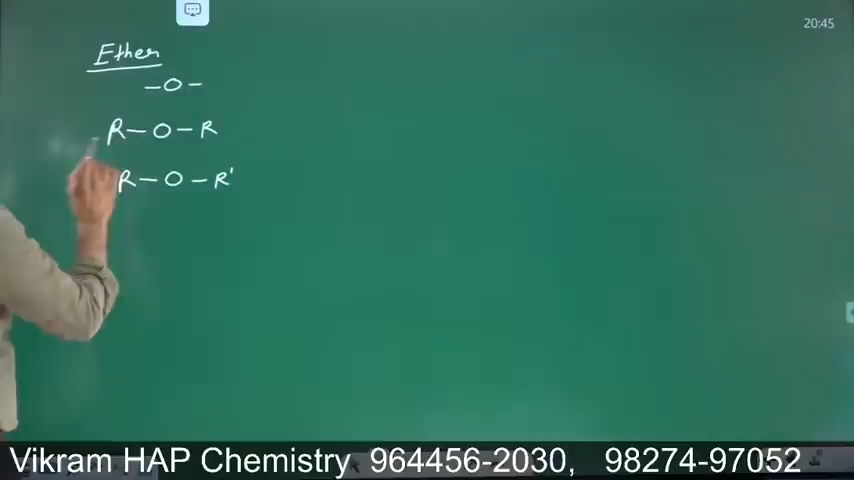 20:45
Ether
-O-
R-O-R
R-O-R'
Vikram HAP Chemistry 964456-2030, 98274-97052